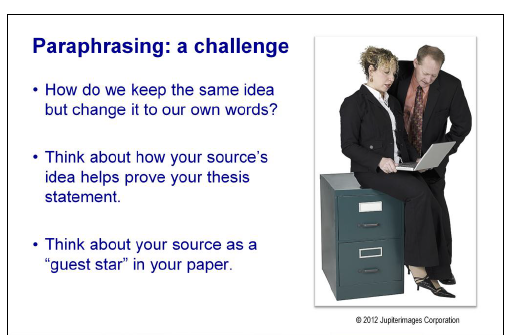 Paraphrasing: a challenge
• How do we keep the same idea
but change it to our own words?
• Think about how your source's
idea helps prove your thesis
statement.
• Think about your source as a
“guest star” in your paper.
© 2012 Jupiterimages Corporation